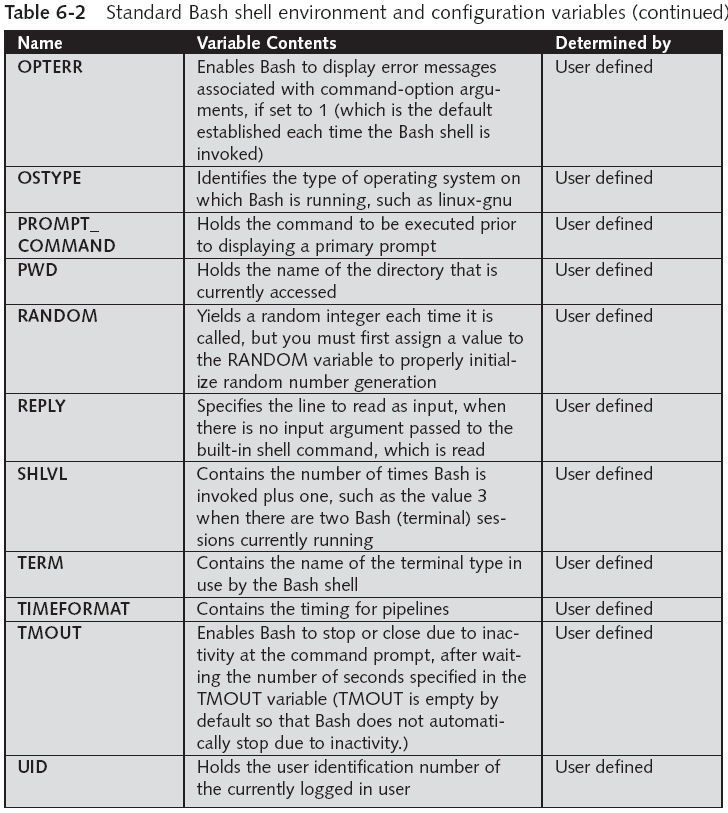 Table 6-2 Standard Bash shell environment and configuration variables (continued)
Name Variable Contents Determined by
OPTERR Enables Bash to display error messages User defined
associated with command-option argu-
ments, if set to 1 (which is the default
established each time the Bash shell is
invoked)
OSTYPE Identifies the type of operating system on User defined
which Bash is running, such as linux-gnu
PROMPT_ Holds the command to be executed prior User defined
COMMAND to displaying a primary prompt
PWD Holds the name of the directory that is User defined
currently accessed
RANDOM Yields a random integer each time it is User defined
called, but you must first assign a value to
the RANDOM variable to properly initial-
ize random number generation
REPLY Specifies the line to read as input, when User defined
there is no input argument passed to the
built-in shell command, which is read
SHLVL Contains the number of times Bash is User defined
invoked plus one, such as the value 3
when there are two Bash (terminal) ses-
sions currently running
TERM Contains the name of the terminal type in User defined
use by the Bash shell
TIMEFORMAT Contains the timing for pipelines User defined
TMOUT Enables Bash to stop or close due to inac- User defined
tivity at the command prompt, after wait-
ing the number of seconds specified in the
TMOUT variable (TMOUT is empty by
default so that Bash does not automati-
cally stop due to inactivity.)
UID Holds the user identification number of User defined
the currently logged in user